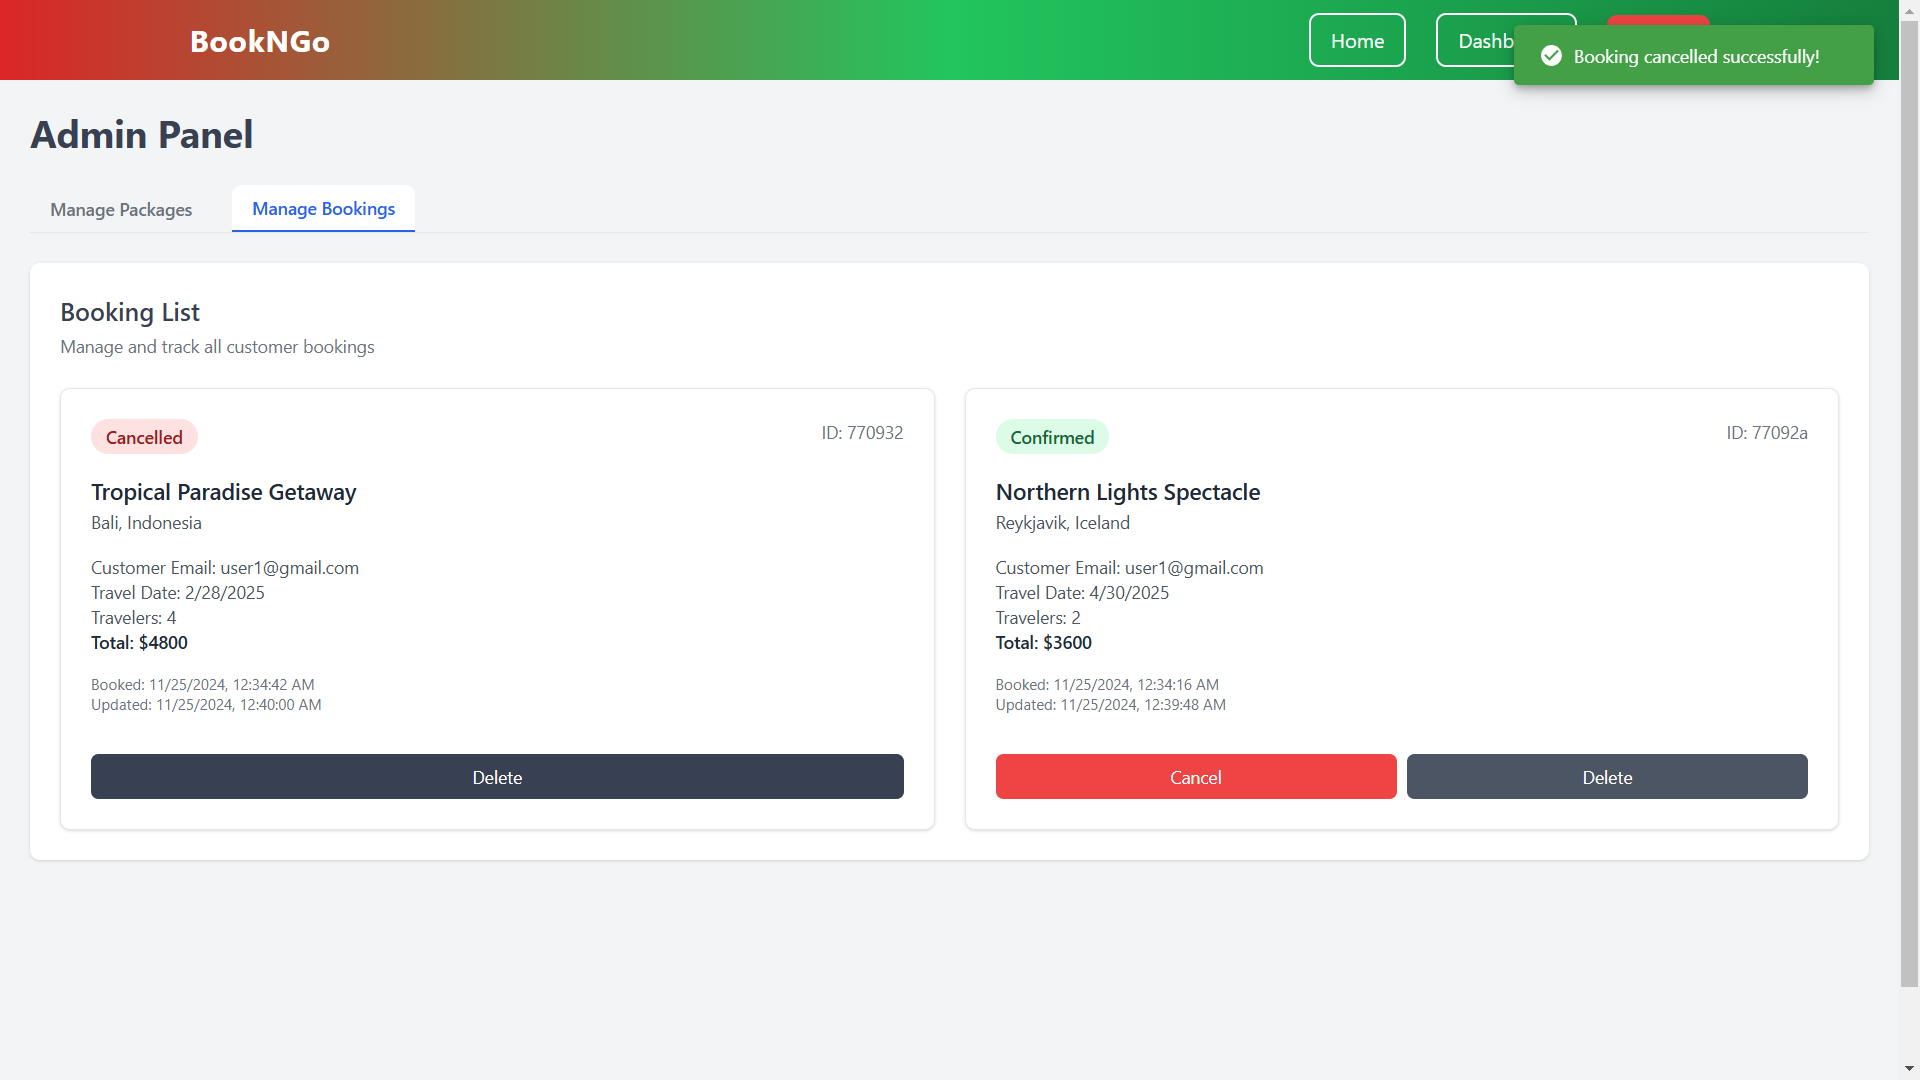 BookNGo
Home
Dashb
Booking cancelled successfully!
Admin Panel
Manage Packages
Manage Bookings
Booking List
Manage and track all customer bookings
Cancelled
ID: 770932
Tropical Paradise Getaway
Bali, Indonesia
Customer Email: user1@gmail.com
Travel Date: 2/28/2025
Travelers: 4
Total: $4800
Booked: 11/25/2024, 12:34:42 AM
Updated: 11/25/2024, 12:40:00 AM
Delete
Confirmed
ID: 77092a
Northern Lights Spectacle
Reykjavik, Iceland
Customer Email: user1@gmail.com
Travel Date: 4/30/2025
Travelers: 2
Total: $3600
Booked: 11/25/2024, 12:34:16 AM
Updated: 11/25/2024, 12:39:48 AM
Cancel
Delete